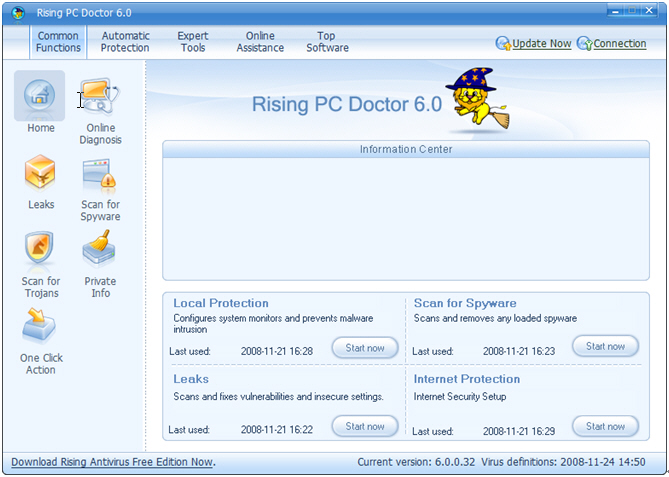 Rising PC Doctor 6.0
Common
Functions
Automatic
Protection
Expert
Tools
Online
Assistance
Top
Software
Update Now
Connection
Home
Online
Diagnosis
Leaks
Scan for
Spyware
Scan for
Trojans
Private
Info
One Click
Action
Rising PC Doctor 6.0
Information Center
Local Protection
Configures system monitors and prevents malware
intrusion
Last used: 2008-11-21 16:28 Start now
Scan for Spyware
Scans and removes any loaded spyware
Last used: 2008-11-21 16:23 Start now
Leaks
Scans and fixes vulnerabilities and insecure settings.
Last used: 2008-11-21 16:22 Start now
Internet Protection
Internet Security Setup
Last used: 2008-11-21 16:29 Start now
Download Rising Antivirus Free Edition Now.
Current version: 6.0.0.32 Virus definitions: 2008-11-24 14:50